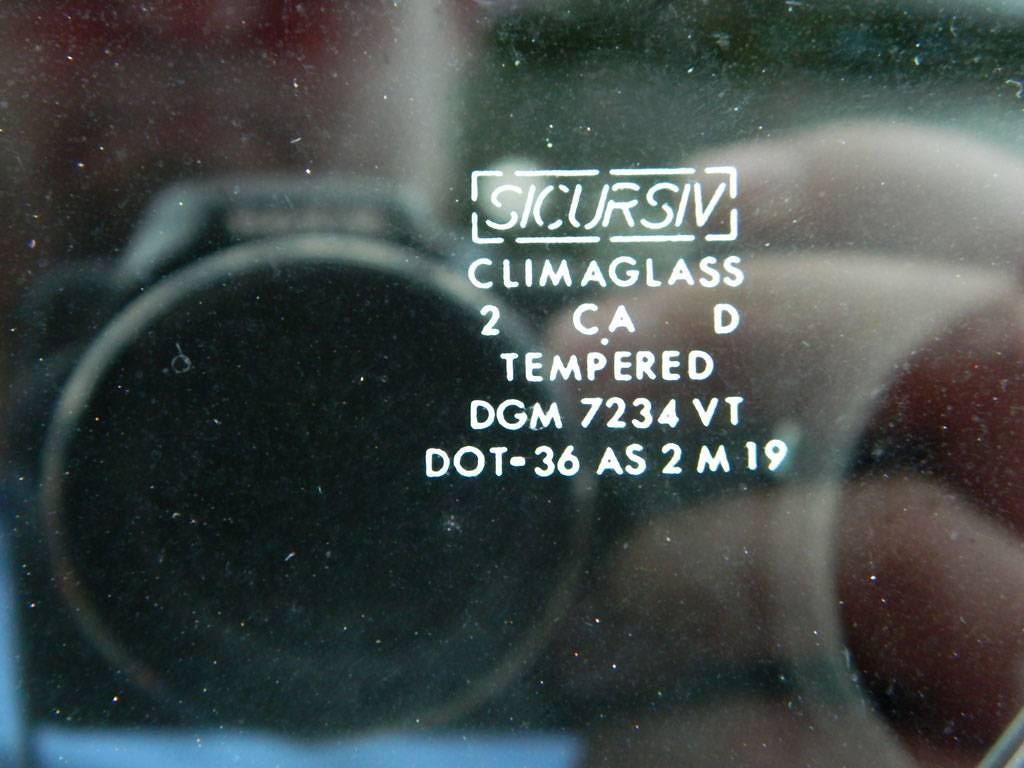 SICURSIV
CLIMAGLASS
2 CA D
TEMPERED
DGM 7234 VT
DOT-36 AS 2 M 19